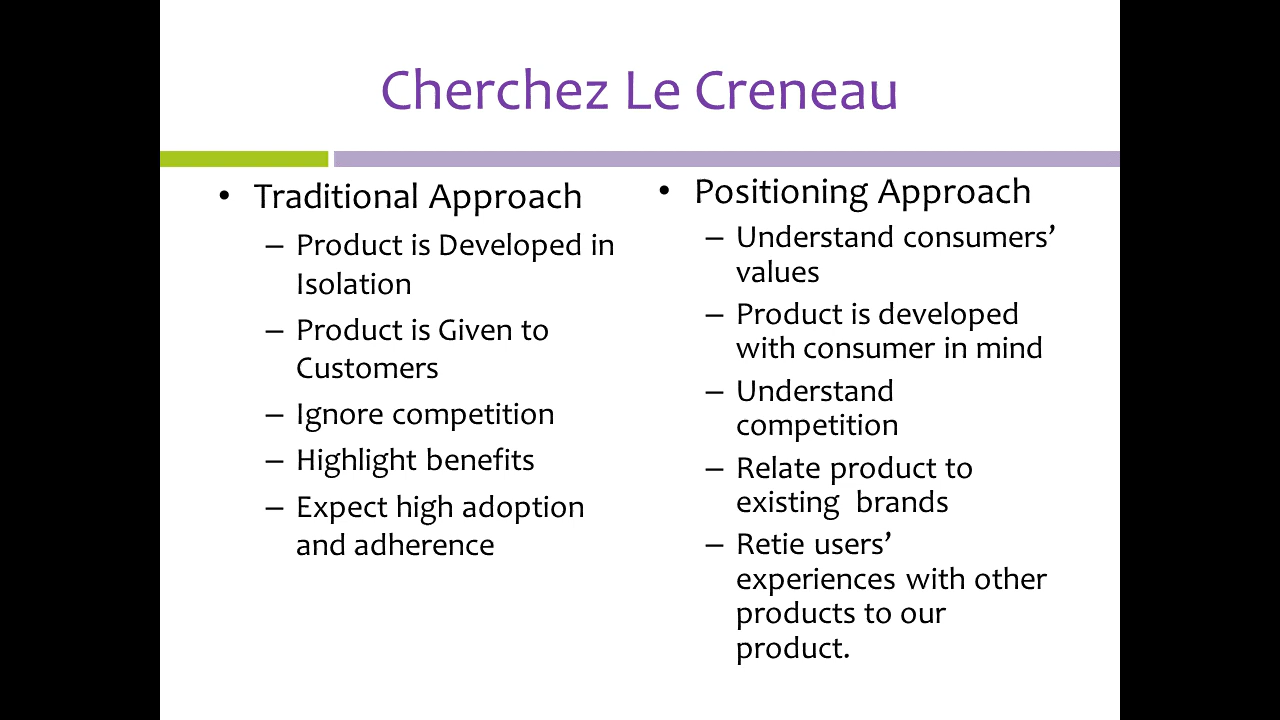 Cherchez Le Creneau
• Traditional Approach
– Product is Developed in
Isolation
– Product is Given to
Customers
– Ignore competition
– Highlight benefits
– Expect high adoption
and adherence
• Positioning Approach
– Understand consumers’
values
– Product is developed
with consumer in mind
– Understand
competition
– Relate product to
existing  brands
– Retie users’
experiences with other
products to our
product.